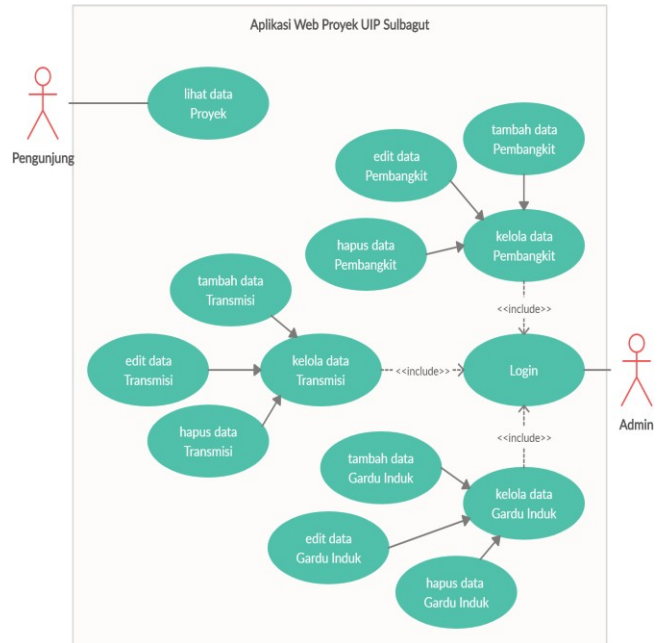 Aplikasi Web Proyek UIP Sulbagut
lihat data
Proyek
Pengunjung
tambah data
Pembangkit
edit data
Pembangkit
hapus data
Pembangkit
kelola data
Pembangkit
<<include>>
tambah data
Transmisi
edit data
Transmisi
kelola data
Transmisi
<<include>>
Login
Admin
hapus data
Transmisi
<<include>>
tambah data
Gardu Induk
kelola data
Gardu Induk
edit data
Gardu Induk
hapus data
Gardu Induk